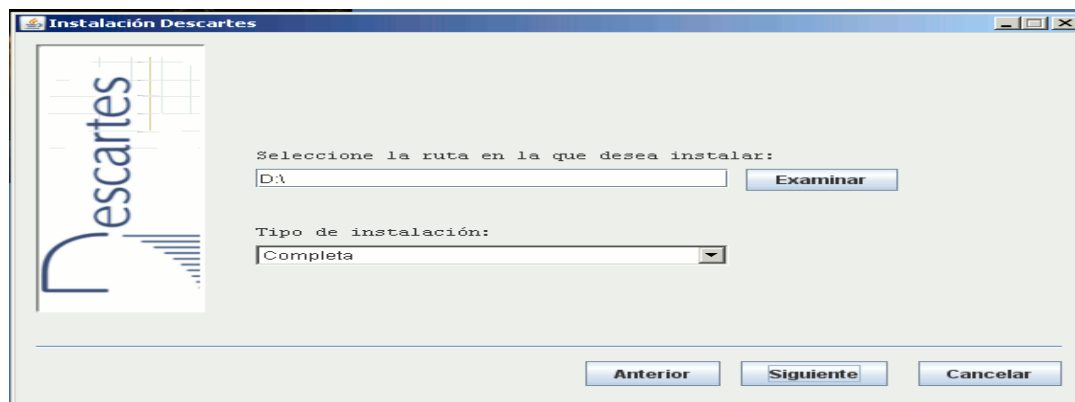 Instalación Descartes
Descartes
Seleccione la ruta en la que desea instalar:
D:\
Examinar
Tipo de instalación:
Completa
Anterior
Siguiente
Cancelar